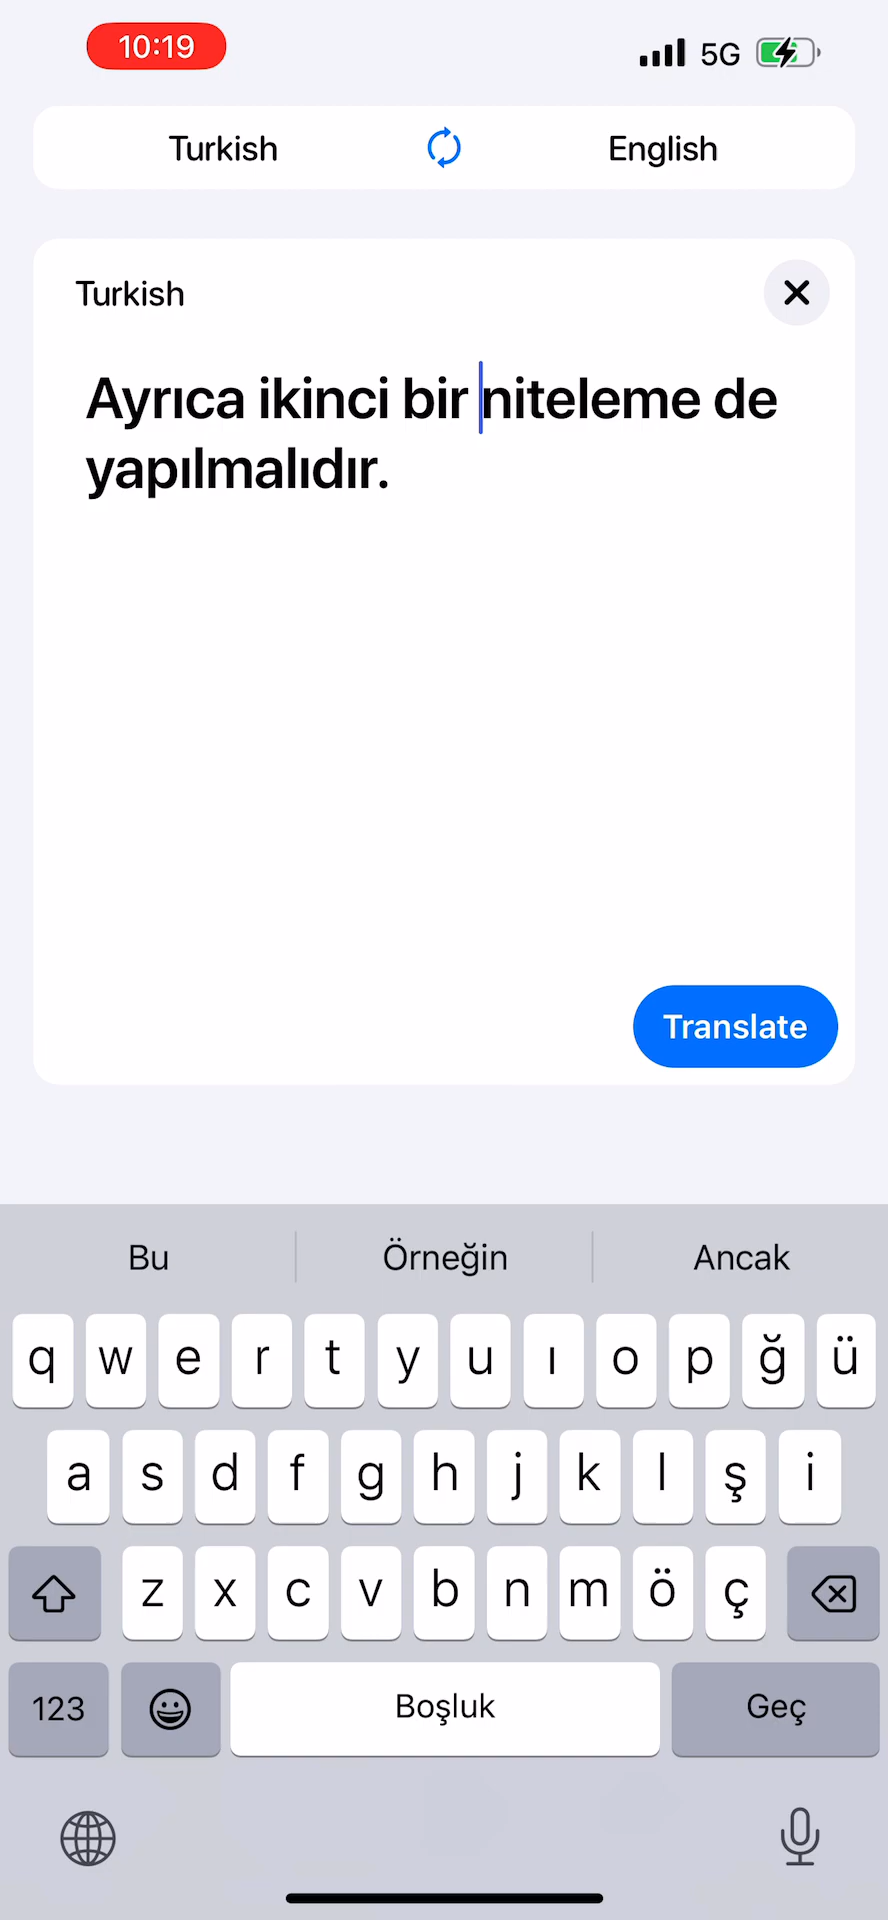 10:19
5G
Turkish
English
Turkish
Ayrıca ikinci bir niteleme de
yapılmalıdır.
Translate
Bu
Örneğin
Ancak
q w e r t y u ı o p ğ ü
a s d f g h j k l ş i
z x c v b n m ö ç
123
Boşluk
Geç